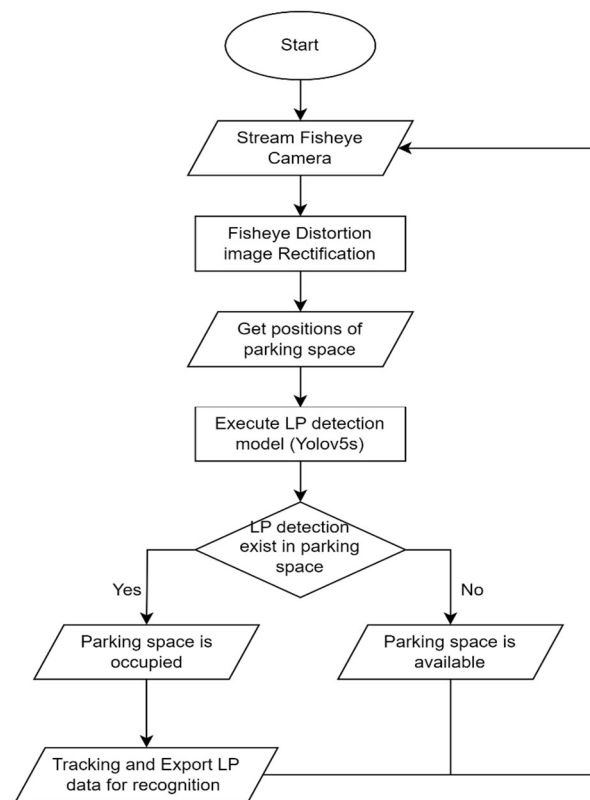 Start
Stream Fisheye
Camera
Fisheye Distortion
image Rectification
Get positions of
parking space
Execute LP detection
model (Yolov5s)
LP detection
exist in parking
space
Yes
No
Parking space is
occupied
Parking space is
available
Tracking and Export LP
data for recognition